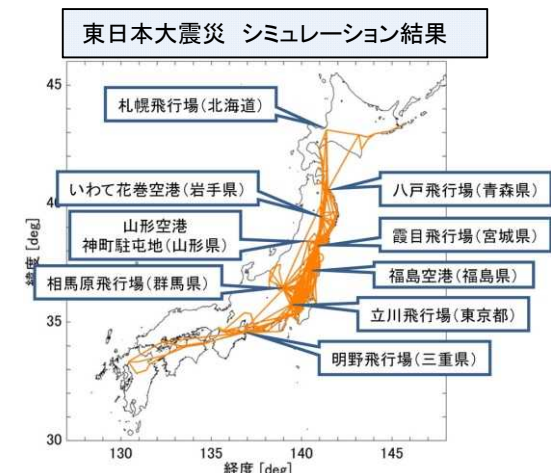 東日本大震災 シミュレーション結果
45
札幌飛行場(北海道)
いわて花巻空港(岩手県)
八戸飛行場(青森県)
40
山形空港
神町駐屯地(山形県)
霞目飛行場(宮城県)
緯度 [deg]
相馬原飛行場(群馬県)
福島空港(福島県)
35
立川飛行場(東京都)
明野飛行場(三重県)
30
130 135 140 145
経度 [deg]